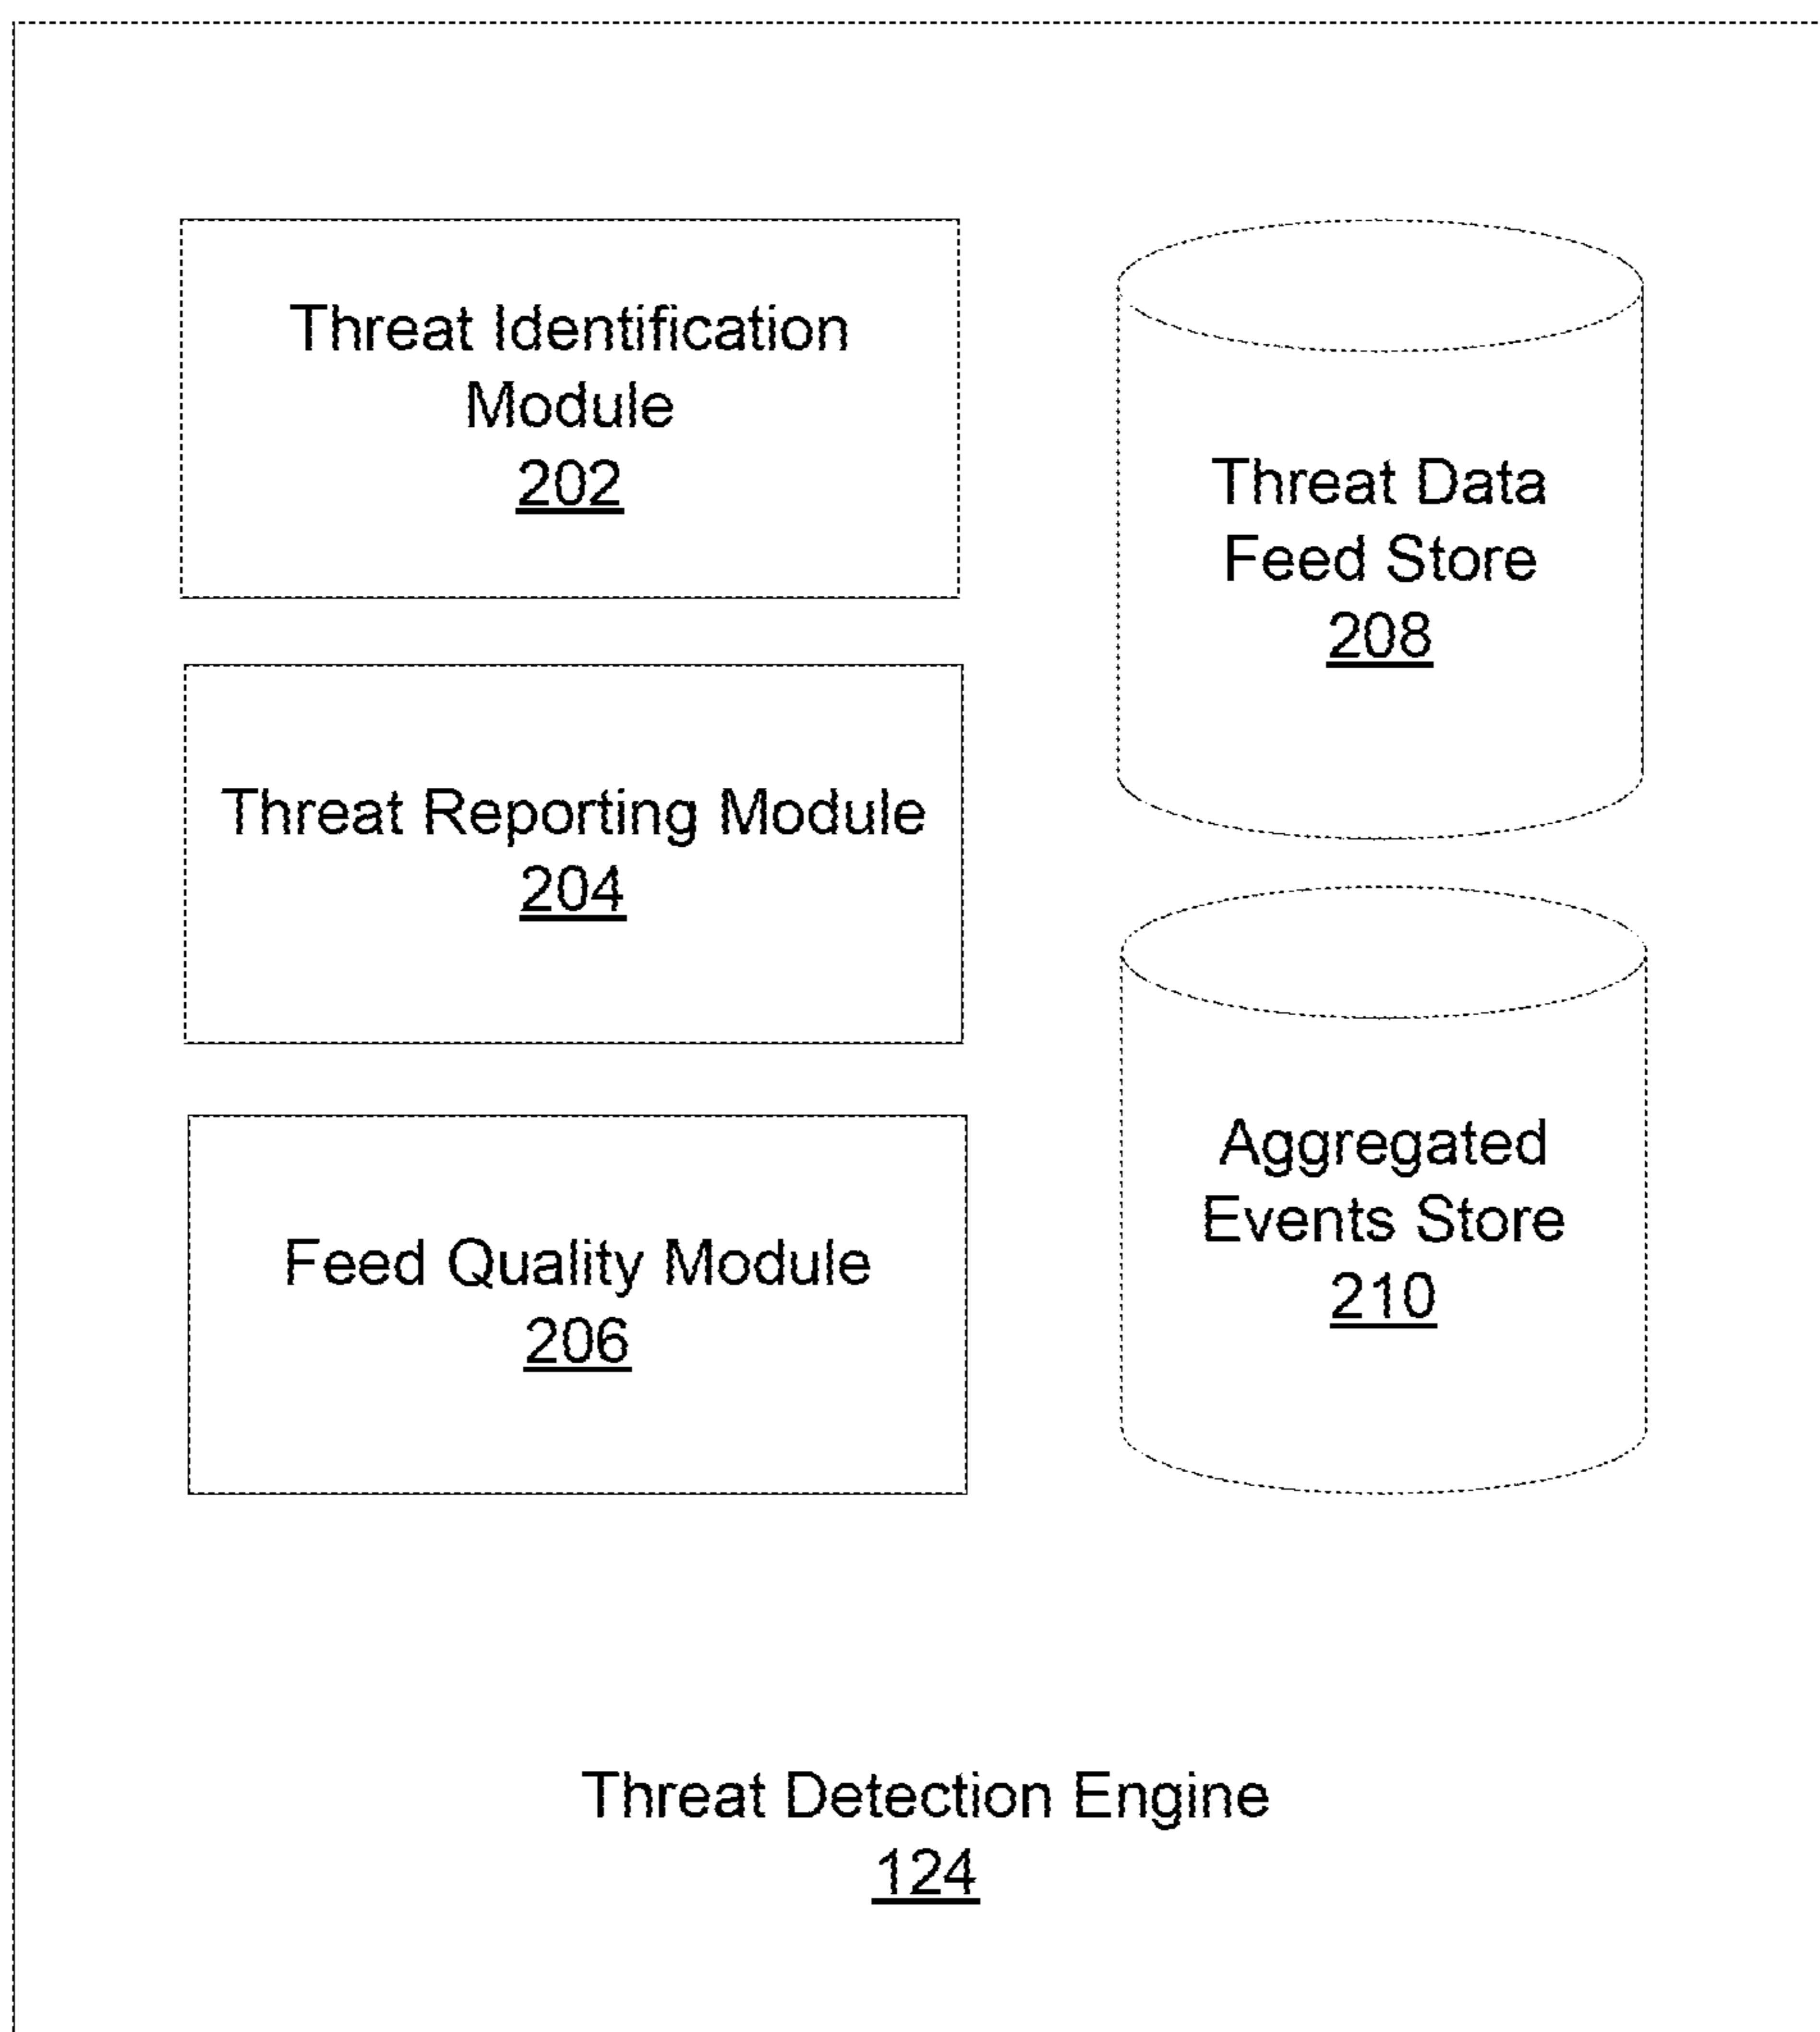 Threat Identification
Module
202
Threat Reporting Module
204
Feed Quality Module
206
Threat Data
Feed Store
208
Aggregated
Events Store
210
Threat Detection Engine
124